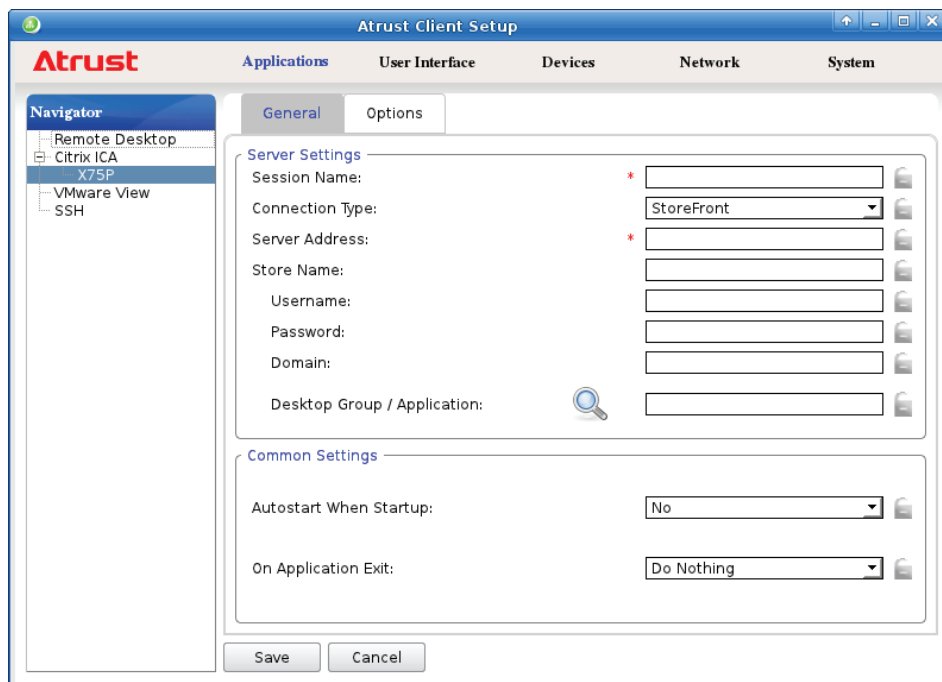 Atrust Client Setup
Atrust
Applications User Interface Devices Network System
Navigator
Remote Desktop
Citrix ICA
X75P
VMware View
SSH
General Options
Server Settings
Session Name: *
Connection Type: StoreFront
Server Address: *
Store Name:
Username:
Password:
Domain:
Desktop Group / Application:
Common Settings
Autostart When Startup: No
On Application Exit: Do Nothing
Save Cancel